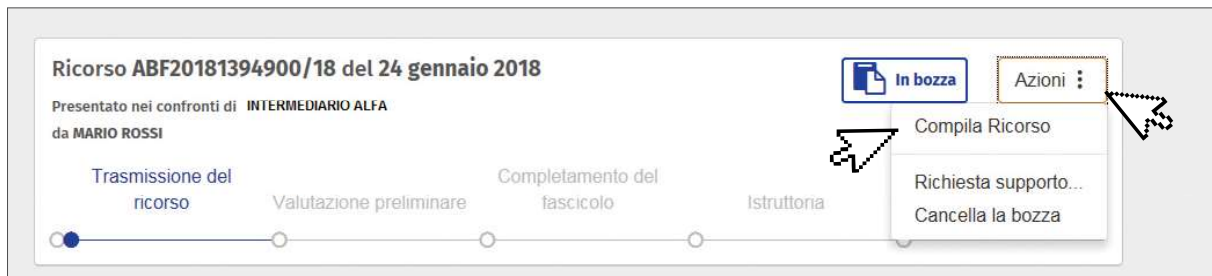 Ricorso ABF20181394900/18 del 24 gennaio 2018
In bozza
Azioni
Presentato nei confronti di INTERMEDIARIO ALFA
da MARIO ROSSI
Compila Ricorso
Richiesta supporto...
Cancella la bozza
Trasmissione del
ricorso
Valutazione preliminare
Completamento del
fascicolo
Istruttoria